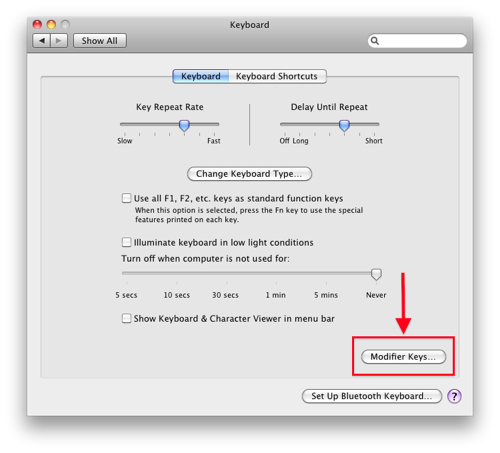 Keyboard
Show All
Keyboard Keyboard Shortcuts
Key Repeat Rate Delay Until Repeat
Slow Fast Off Long Short
Change Keyboard Type...
Use all F1, F2, etc. keys as standard function keys
When this option is selected, press the Fn key to use the special
features printed on each key.
Illuminate keyboard in low light conditions
Turn off when computer is not used for:
5 secs 10 secs 30 secs 1 min 5 mins Never
Show Keyboard & Character Viewer in menu bar
Modifier Keys...
Set Up Bluetooth Keyboard... ?